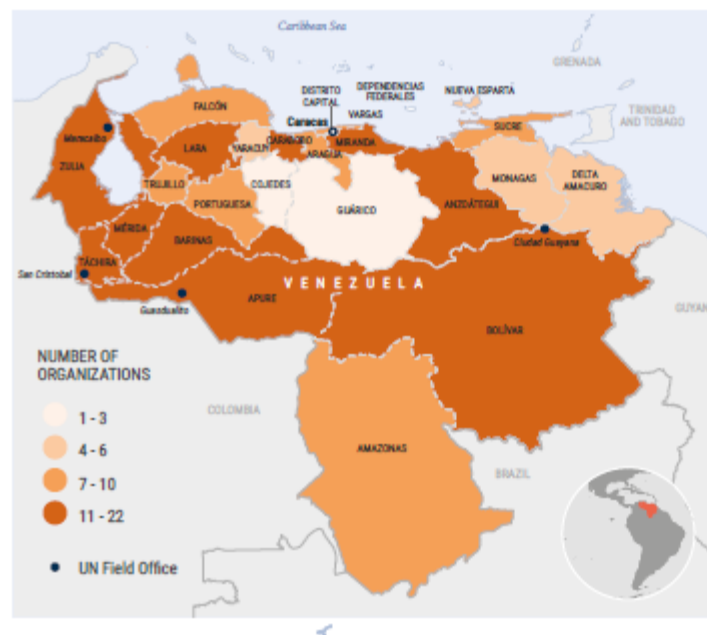 Caribbean Sea
GRENADA
DISTRITO
CAPITAL
DEPENDENCIAS
FEDERALES
NUEVA ESPARTA
TRINIDAD
AND TOBAGO
FALCÓN
Caracas
VARGAS
SUCRE
Maracaibo
LARA
YARACUY
CARABOBO
MIRANDA
ARAGUA
ZULIA
TRUJILLO
COJEDES
MONAGAS
DELTA
AMACURO
PORTUGUESA
GUÁRICO
ANZOÁTEGUI
MÉRIDA
BARINAS
Ciudad Guayana
TÁCHIRA
San Cristobal
VENEZUELA
Guasdualito
APURE
GUYAN
BOLÍVAR
NUMBER OF
ORGANIZATIONS
COLOMBIA
1 - 3
4 - 6
AMAZONAS
BRAZIL
7 - 10
11 - 22
UN Field Office